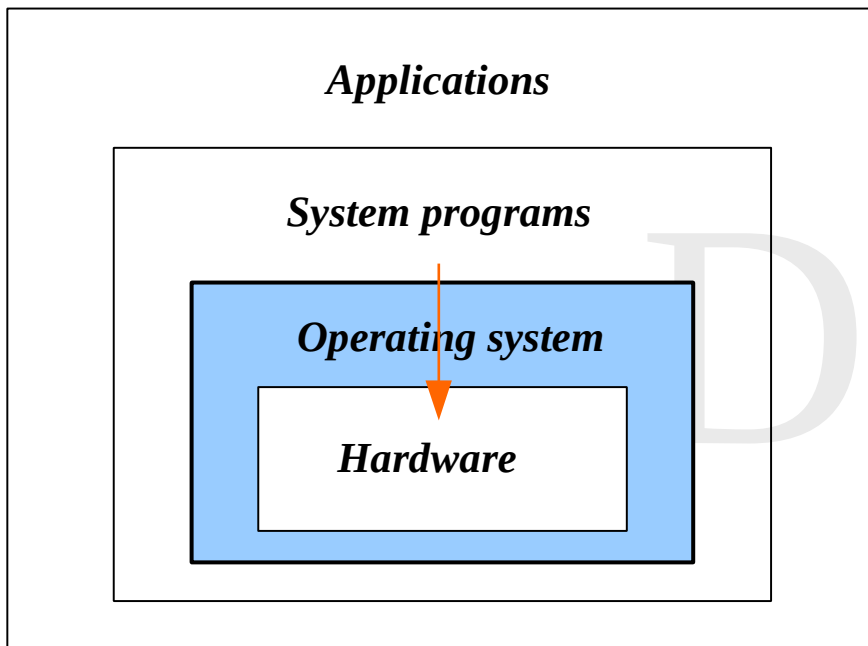 Applications
System programs
Operating system
Hardware
D